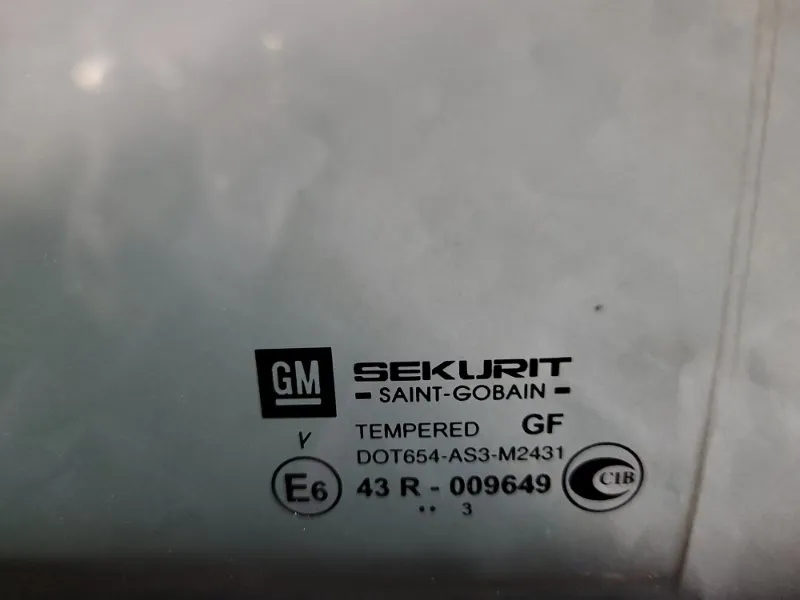 GM SEKURIT
SAINT-GOBAIN
TEMPERED GF
DOT654-AS3-M2431
E6 43 R - 009649 CIB
.. 3